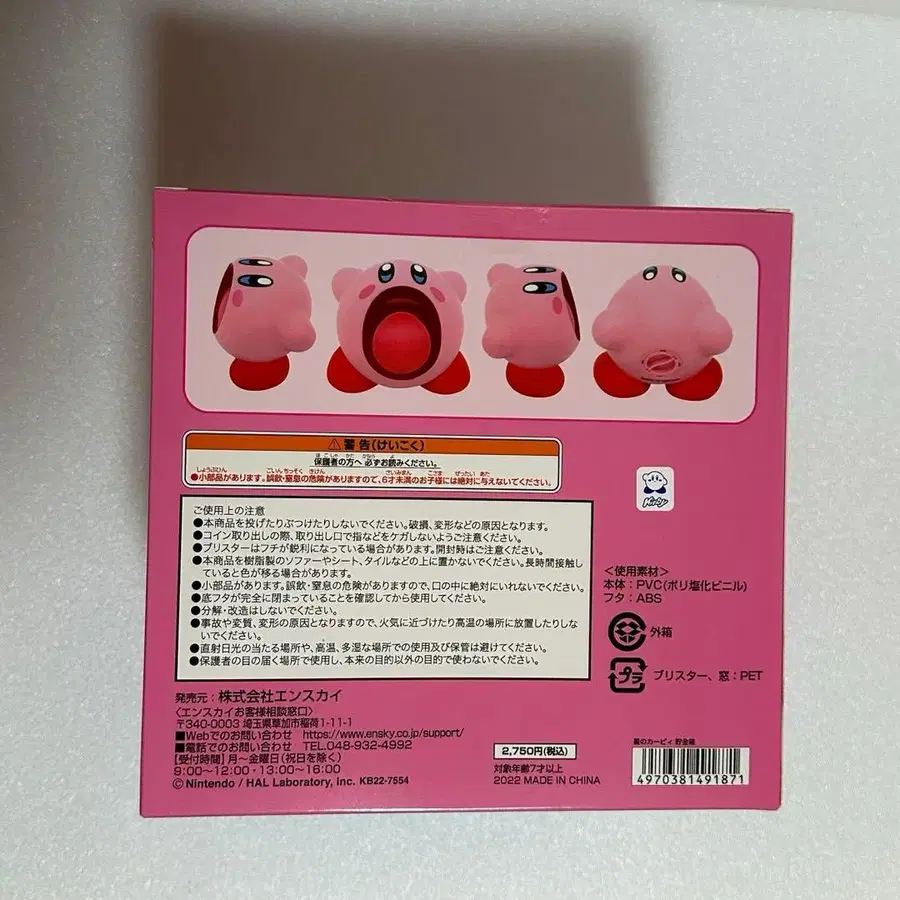 ⚠警告(けいこく)
保護者の方へ 必ずお読みください。
●小部品があります。誤飲・窒息の危険がありますので、6才未満のお子様には絶対に与えないでください。
Kirby
ご使用上の注意
●本商品を投げたりぶつけたりしないでください。破損、変形などの原因となります。
●コイン取り出しの際、取り出し口で指などをケガしないようご注意ください。
●ブリスターはフチが鋭利になっている場合があります。開封時はご注意ください。
●本商品を樹脂製のソファーやシート、タイルなどの上に置かないでください。長時間接触
していると色が移る場合があります。
●小部品があります。誤飲・窒息の危険がありますので、口の中に絶対にいれないでください。
●底フタが完全に閉まっていることを確認してから使用してください。
●分解・改造はしないでください。
●事故や変質、変形の原因となりますので、火気に近づけたり高温の場所に放置したりしな
いでください。
●直射日光の当たる場所や、高温、多湿な場所での使用及び保管は避けてください。
●保護者の目の届く場所で使用し、本来の目的以外の目的で使わないでください。
<使用素材>
本体:PVC(ポリ塩化ビニル)
フタ:ABS
外箱
プラ
ブリスター、窓:PET
発売元:株式会社エンスカイ
〈エンスカイお客様相談窓口〉
〒340-0003 埼玉県草加市稲荷1-11-1
■Webでのお問い合わせ https://www.ensky.co.jp/support/
■電話でのお問い合わせ TEL.048-932-4992
【受付時間】月~金曜日(祝日を除く)
9:00~12:00・13:00~16:00
©Nintendo / HAL Laboratory, Inc. KB22-7554
2,750円(税込)
対象年齢7才以上
2022 MADE IN CHINA
星のカービィ 貯金箱
4970381491871